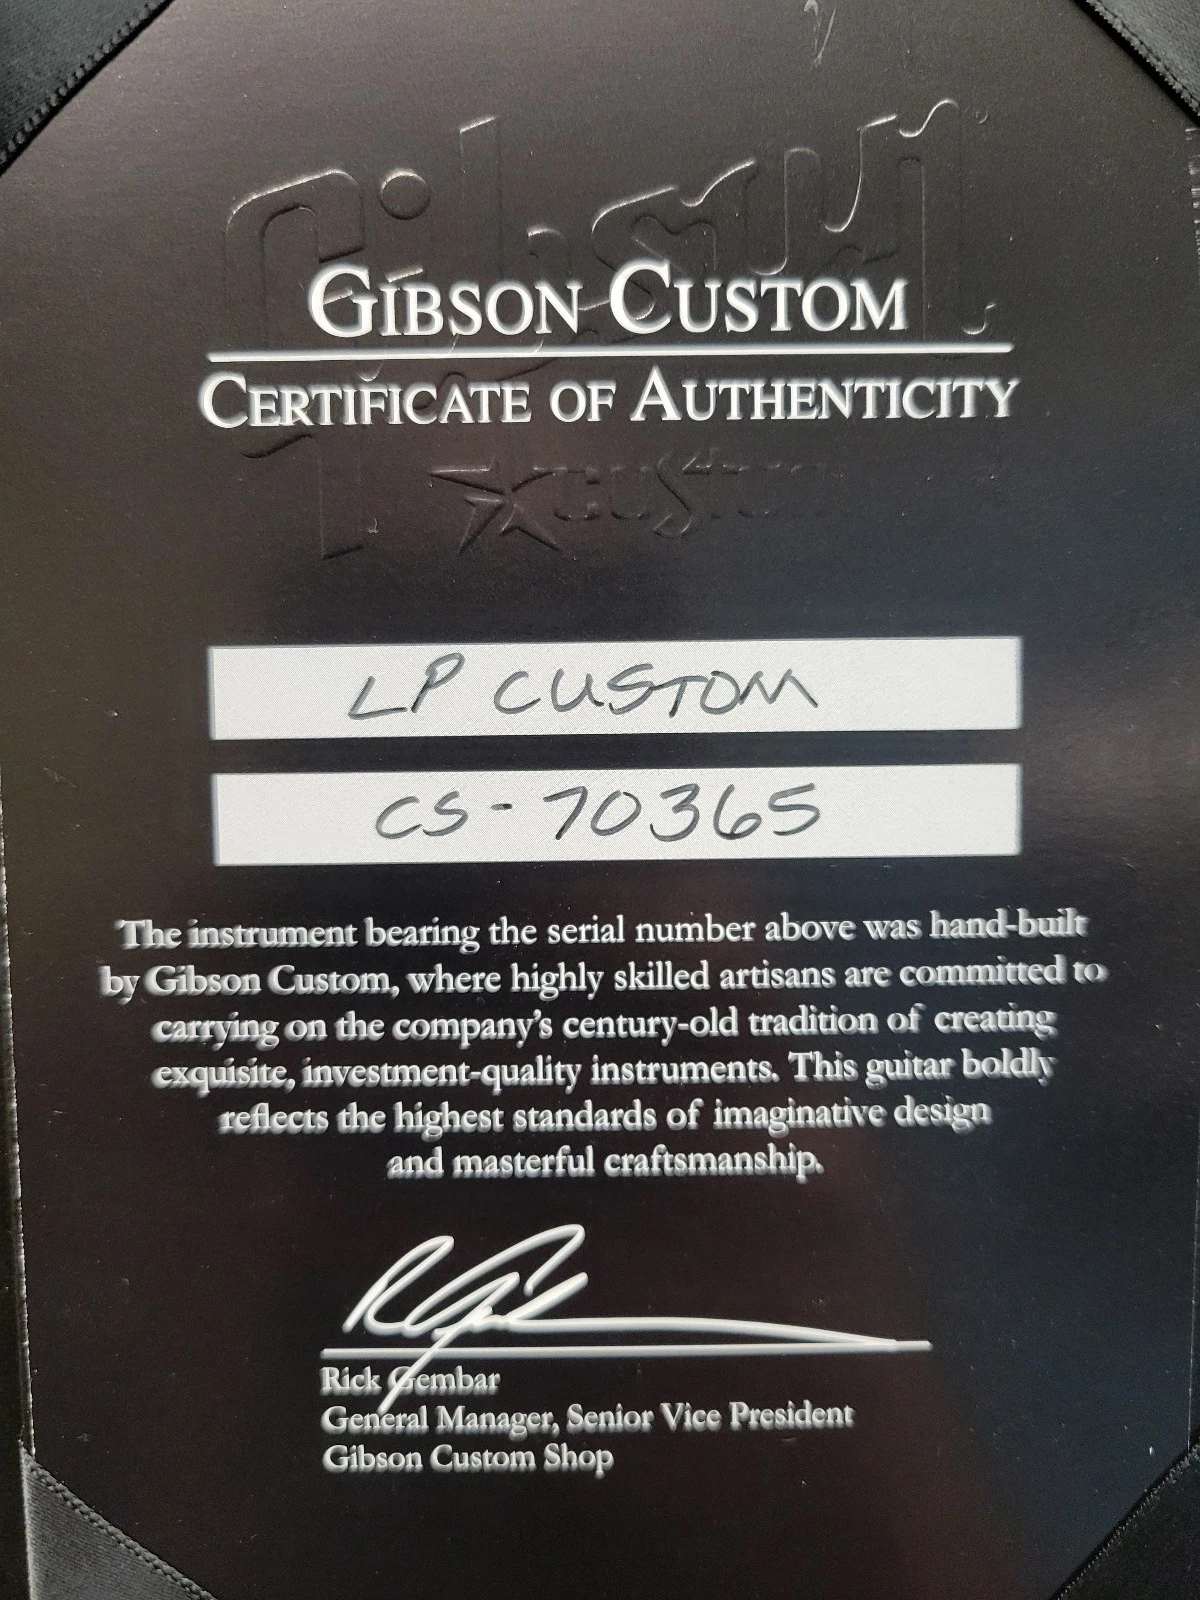 Gibson
GIBSON CUSTOM
CERTIFICATE OF AUTHENTICITY
custom
LP CUSTOM
CS-70365
The instrument bearing the serial number above was hand-built
by Gibson Custom, where highly skilled artisans are committed to
carrying on the company's century-old tradition of creating
exquisite, investment-quality instruments. This guitar boldly
reflects the highest standards of imaginative design
and masterful craftsmanship.
Rick Gembar
General Manager, Senior Vice President
Gibson Custom Shop